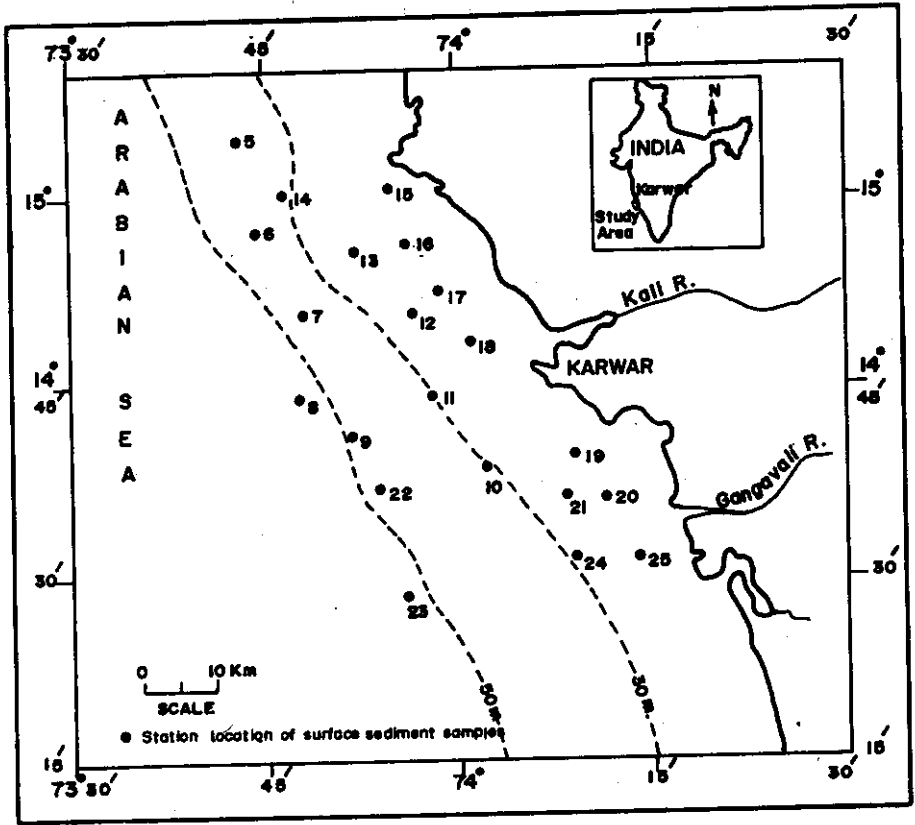 73° 30′
45′
74°
15′
30′
ARABIAN SEA
5
14
15
15°
15°
6
13
16
N
INDIA
Karwar
Study
Area
17
7
12
18
Kali R.
KARWAR
14°
45′
14°
45′
8
11
9
10
19
22
21
20
Gangavali R.
24
25
30′
30′
23
0 10 Km
SCALE
50 m.
30 m.
• Station location of surface sediment samples
15′
15′
73° 30′
45′
74°
15′
30′